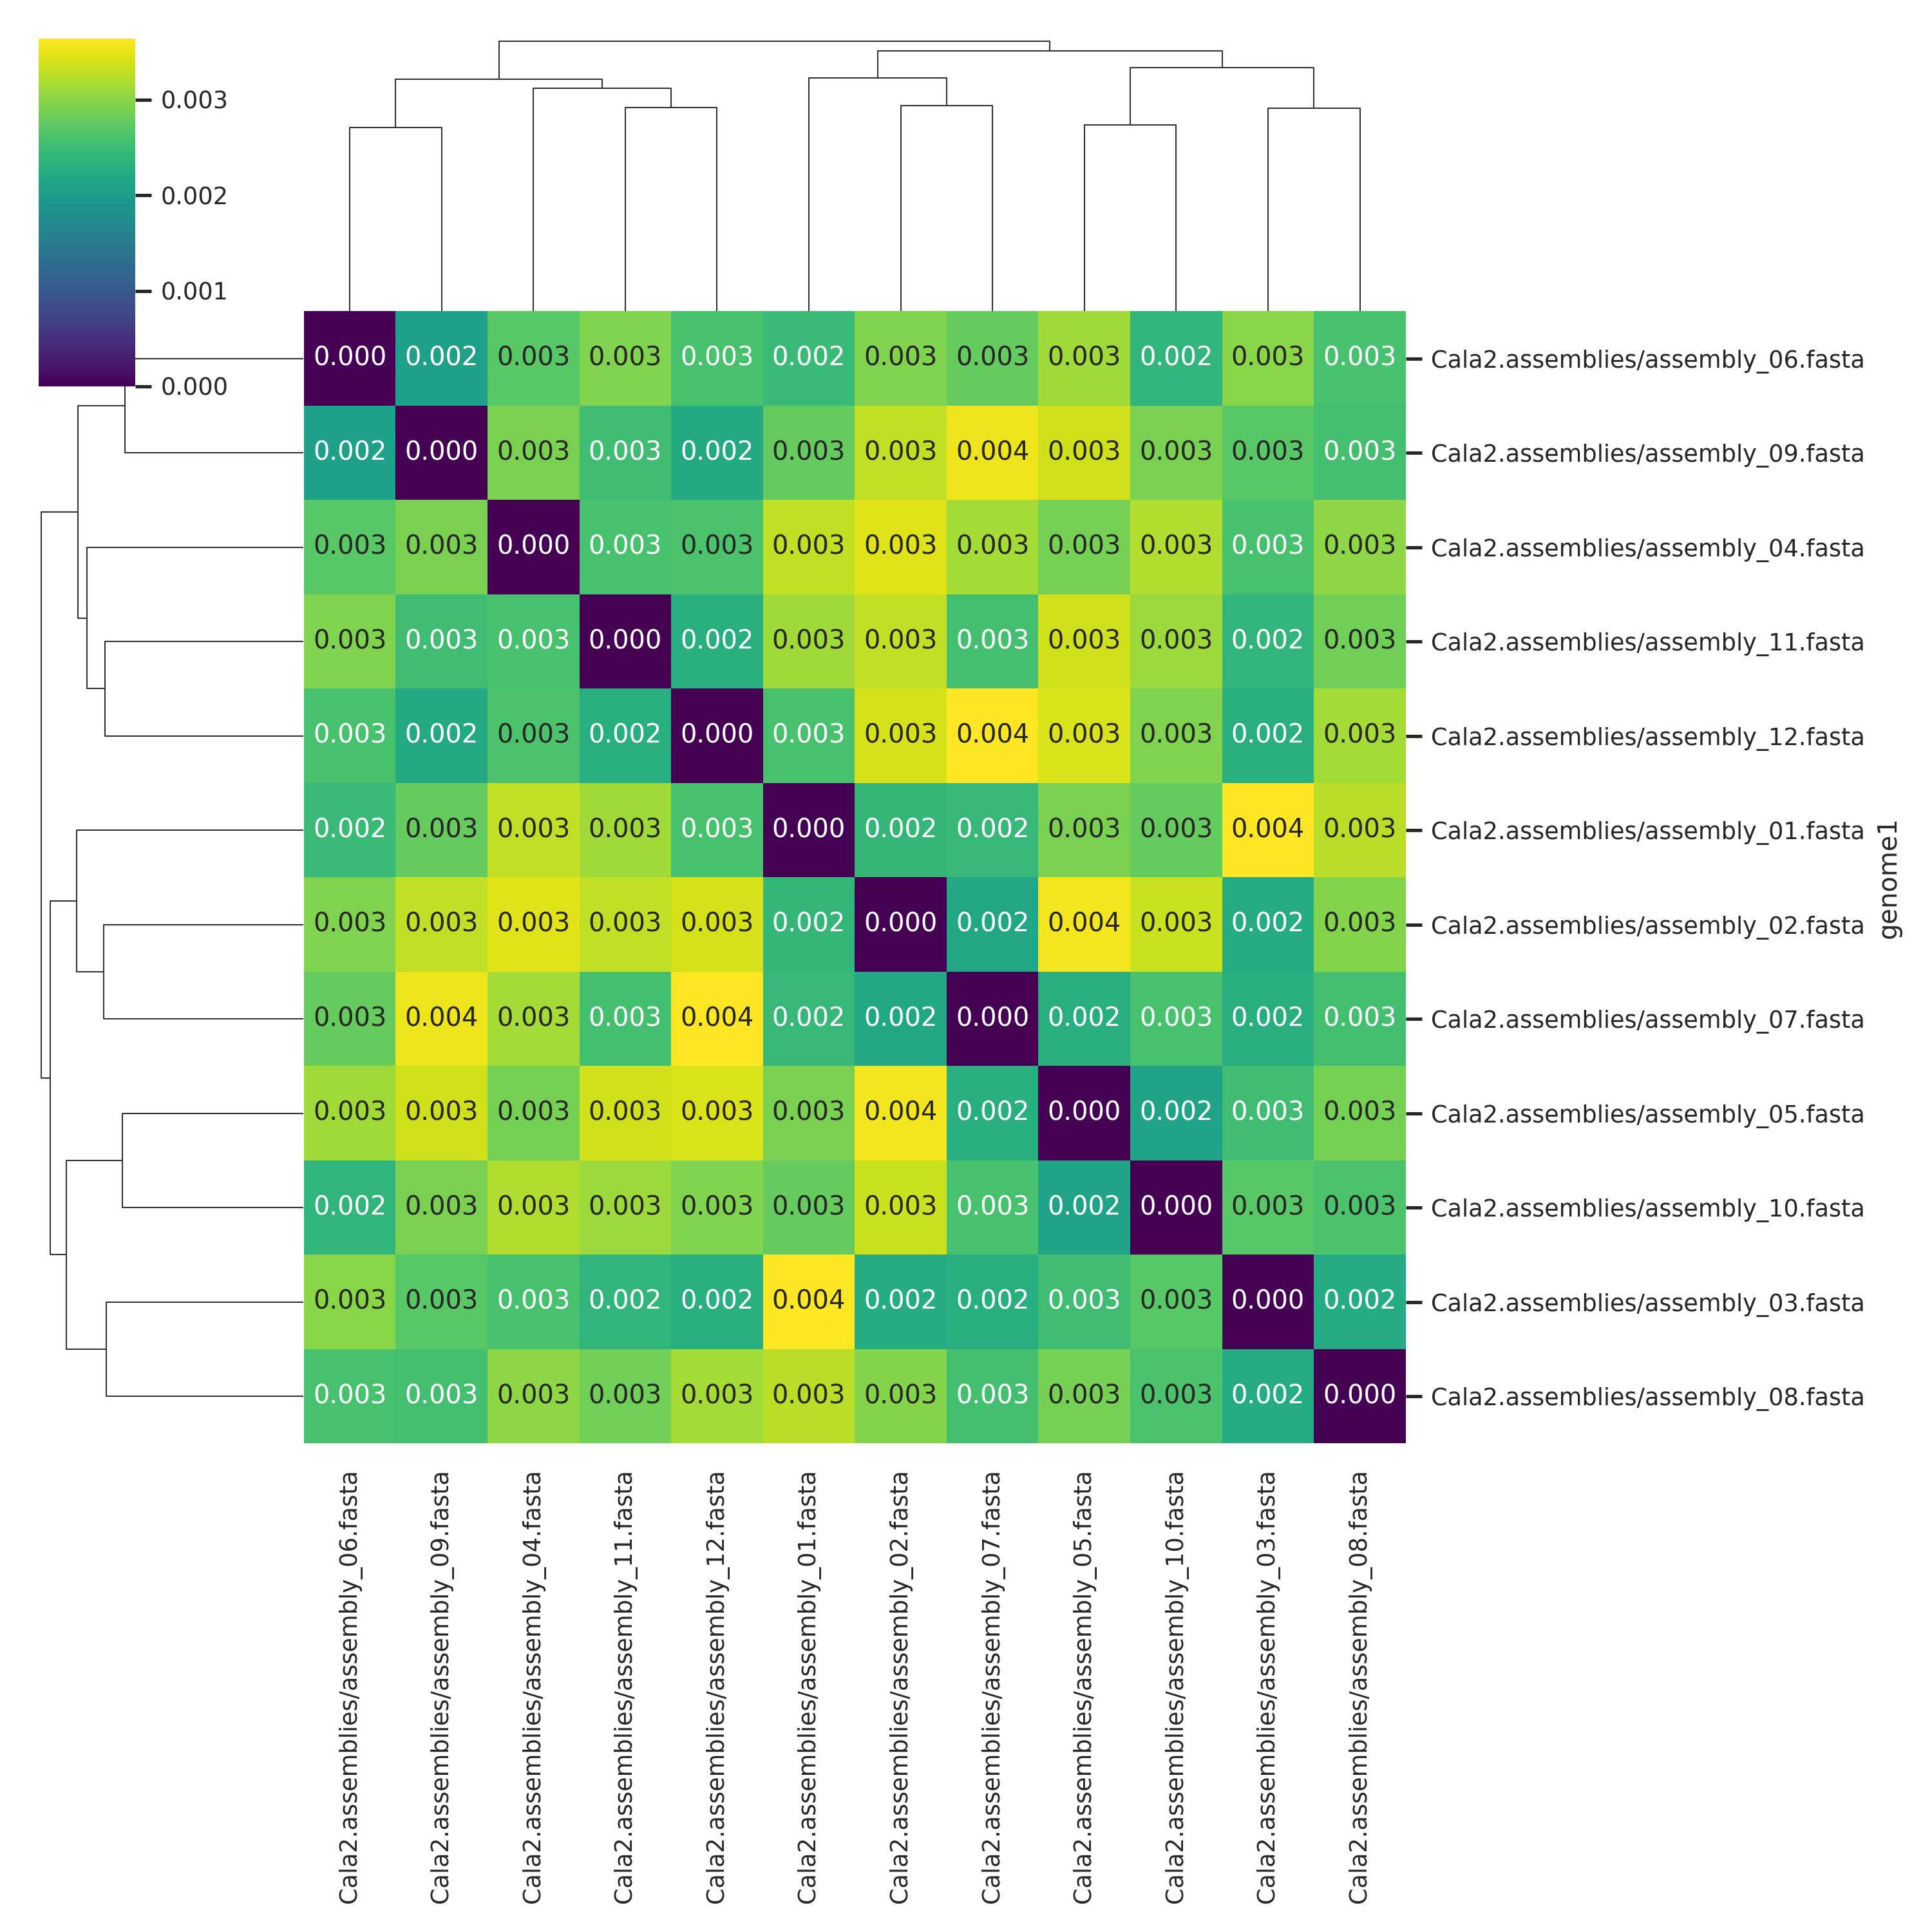 0.003
0.002
0.001
0.000
0.000 0.002 0.003 0.003 0.003 0.002 0.003 0.003 0.003 0.002 0.003 0.003 Cala2.assemblies/assembly_06.fasta
0.002 0.000 0.003 0.003 0.002 0.003 0.003 0.004 0.003 0.003 0.003 0.003 Cala2.assemblies/assembly_09.fasta
0.003 0.003 0.000 0.003 0.003 0.003 0.003 0.003 0.003 0.003 0.003 0.003 Cala2.assemblies/assembly_04.fasta
0.003 0.003 0.003 0.000 0.002 0.003 0.003 0.003 0.003 0.003 0.002 0.003 Cala2.assemblies/assembly_11.fasta
0.003 0.002 0.003 0.002 0.000 0.003 0.003 0.004 0.003 0.003 0.002 0.003 Cala2.assemblies/assembly_12.fasta
0.002 0.003 0.003 0.003 0.003 0.000 0.002 0.002 0.003 0.003 0.004 0.003 Cala2.assemblies/assembly_01.fasta
0.003 0.003 0.003 0.003 0.003 0.002 0.000 0.002 0.004 0.003 0.002 0.003 Cala2.assemblies/assembly_02.fasta
0.003 0.004 0.003 0.003 0.004 0.002 0.002 0.000 0.002 0.003 0.002 0.003 Cala2.assemblies/assembly_07.fasta
0.003 0.003 0.003 0.003 0.003 0.003 0.004 0.002 0.000 0.002 0.003 0.003 Cala2.assemblies/assembly_05.fasta
0.002 0.003 0.003 0.003 0.003 0.003 0.003 0.003 0.002 0.000 0.003 0.003 Cala2.assemblies/assembly_10.fasta
0.003 0.003 0.003 0.002 0.002 0.004 0.002 0.002 0.003 0.003 0.000 0.002 Cala2.assemblies/assembly_03.fasta
0.003 0.003 0.003 0.003 0.003 0.003 0.003 0.003 0.003 0.003 0.002 0.000 Cala2.assemblies/assembly_08.fasta
genome1
Cala2.assemblies/assembly_06.fasta
Cala2.assemblies/assembly_09.fasta
Cala2.assemblies/assembly_04.fasta
Cala2.assemblies/assembly_11.fasta
Cala2.assemblies/assembly_12.fasta
Cala2.assemblies/assembly_01.fasta
Cala2.assemblies/assembly_02.fasta
Cala2.assemblies/assembly_07.fasta
Cala2.assemblies/assembly_05.fasta
Cala2.assemblies/assembly_10.fasta
Cala2.assemblies/assembly_03.fasta
Cala2.assemblies/assembly_08.fasta